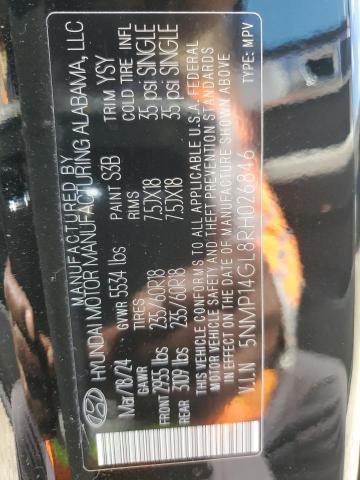 MANUFACTURED BY
HYUNDAI MOTOR MANUFACTURING ALABAMA, LLC
Mar/18/24 GVWR 5534 lbs PAINT S3B TRIM YSY
GAWR TIRES RIMS COLD TIRE INFL
FRONT 2935 lbs 235/60R18 7.5JX18 35 psi SINGLE
REAR 3109 lbs 235/60R18 7.5JX18 35 psi SINGLE
THIS VEHICLE CONFORMS TO ALL APPLICABLE U.S.A. FEDERAL
MOTOR VEHICLE SAFETY AND THEFT PREVENTION STANDARDS
IN EFFECT ON THE DATE OF MANUFACTURE SHOWN ABOVE
V.I.N 5NMP14GL8RH026846 TYPE: MPV